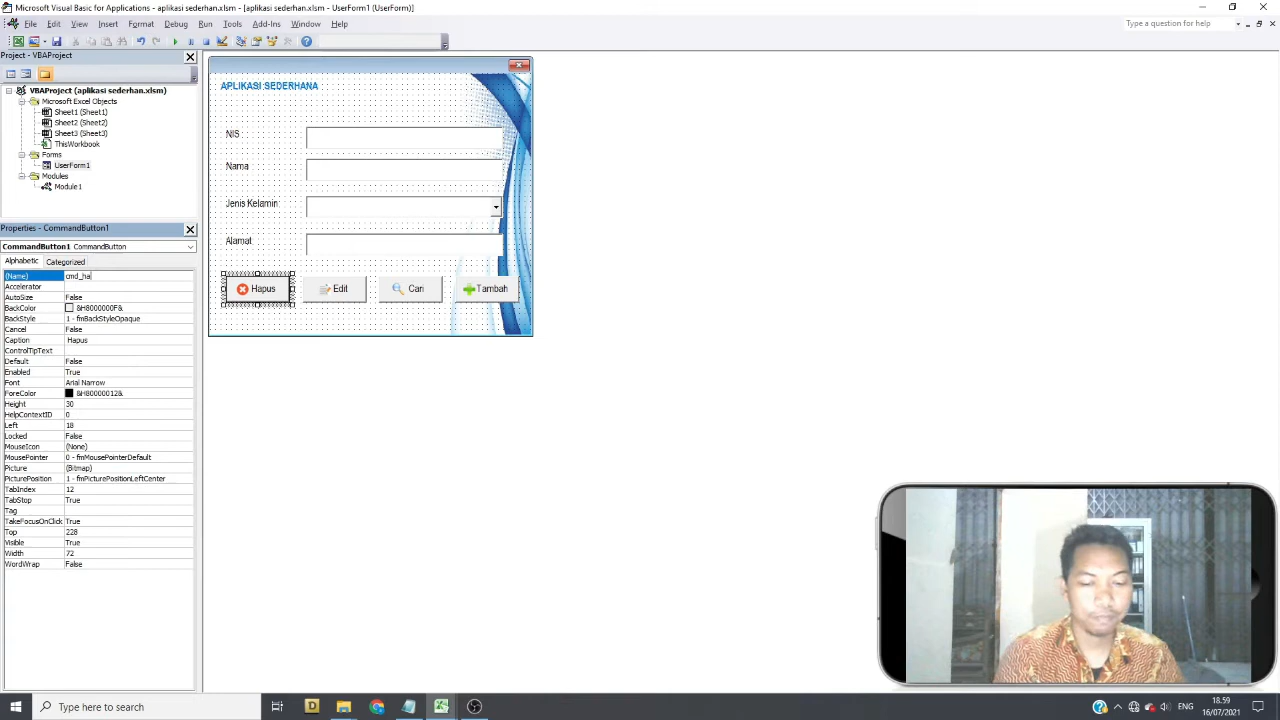 Microsoft Visual Basic for Applications - aplikasi sederhan.xlsm - [aplikasi sederhan.xlsm - UserForm1 (UserForm)]
File Edit View Insert Format Debug Run Tools Add-Ins Window Help
Type a question for help
Project - VBAProject
VBAProject (aplikasi sederhan.xlsm)
Microsoft Excel Objects
Sheet1 (Sheet1)
Sheet2 (Sheet2)
Sheet3 (Sheet3)
ThisWorkbook
Forms
UserForm1
Modules
Module1
Properties - CommandButton1
CommandButton1 CommandButton
Alphabetic Categorized
(Name) cmd_ha
Accelerator
AutoSize False
BackColor &H8000000F&
BackStyle 1 - fmBackStyleOpaque
Cancel False
Caption Hapus
ControlTipText
Default False
Enabled True
Font Arial Narrow
ForeColor &H80000012&
Height 30
HelpContextID 0
Left 18
Locked False
MouseIcon (None)
MousePointer 0 - fmMousePointerDefault
Picture (Bitmap)
PicturePosition 1 - fmPicturePositionLeftCenter
TabIndex 12
TabStop True
Tag
TakeFocusOnClick True
Top 228
Visible True
Width 72
WordWrap False
APLIKASI SEDERHANA
NIS
Nama
Jenis Kelamin
Alamat
Hapus Edit Cari Tambah
Type here to search
ENG
18.59
16/07/2021